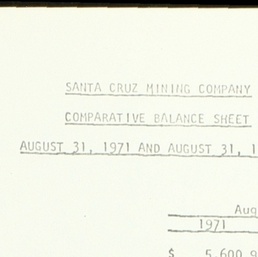 SANTA CRUZ MINING COMPANY
COMPARATIVE BALANCE SHEET
AUGUST 31, 1971 AND AUGUST 31, 1
Aug
1971
$ 5,600,9